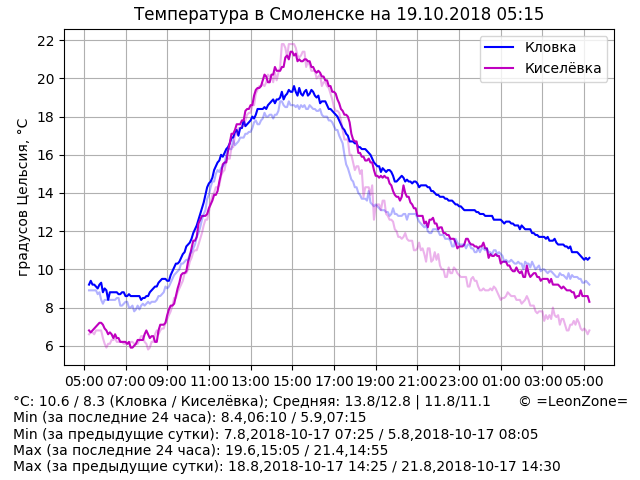 Температура в Смоленске на 19.10.2018 05:15
Кловка
Киселёвка
градусов Цельсия, °C
22
20
18
16
14
12
10
8
6
05:00 07:00 09:00 11:00 13:00 15:00 17:00 19:00 21:00 23:00 01:00 03:00 05:00
°C: 10.6 / 8.3 (Кловка / Киселёвка); Средняя: 13.8/12.8 | 11.8/11.1 © =LeonZone=
Min (за последние 24 часа): 8.4,06:10 / 5.9,07:15
Min (за предыдущие сутки): 7.8,2018-10-17 07:25 / 5.8,2018-10-17 08:05
Max (за последние 24 часа): 19.6,15:05 / 21.4,14:55
Max (за предыдущие сутки): 18.8,2018-10-17 14:25 / 21.8,2018-10-17 14:30